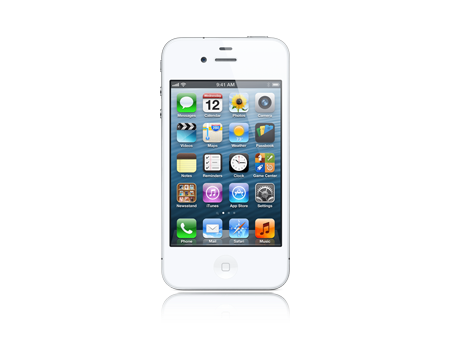 9:41 AM
Wednesday
12
Messages Calendar Photos Camera
Videos Maps Weather Passbook
Notes Reminders Clock Game Center
Newsstand iTunes App Store Settings
Phone Mail Safari Music